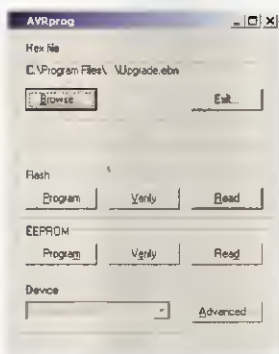 AVRprog
Hex file
C:\Program Files\ \Upgrade.ebn
Browse Exit...
Flash
Program Verify Read
EEPROM
Program Verify Read
Device
Advanced